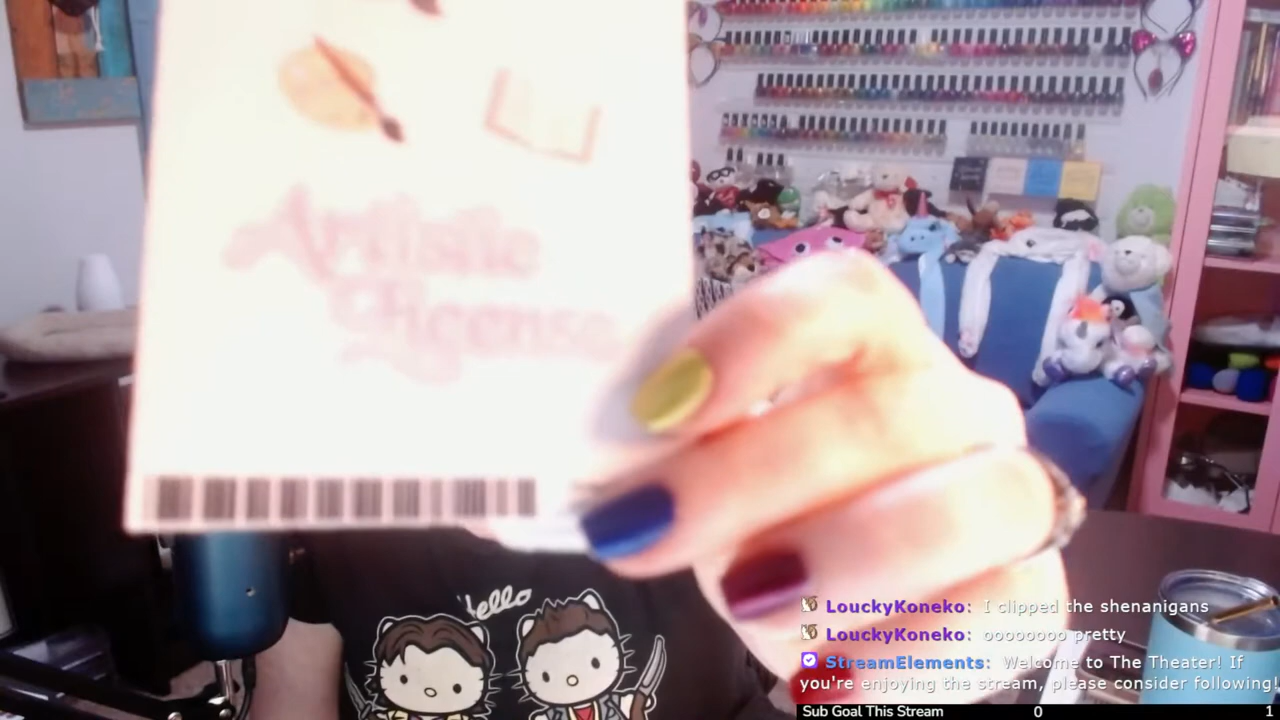 Artistic
License
Hello
LouckyKoneko: I clipped the shenanigans
LouckyKoneko: oooooooo pretty
StreamElements: Welcome to The Theater! If
you're enjoying the stream, please consider following!
Sub Goal This Stream 0 1